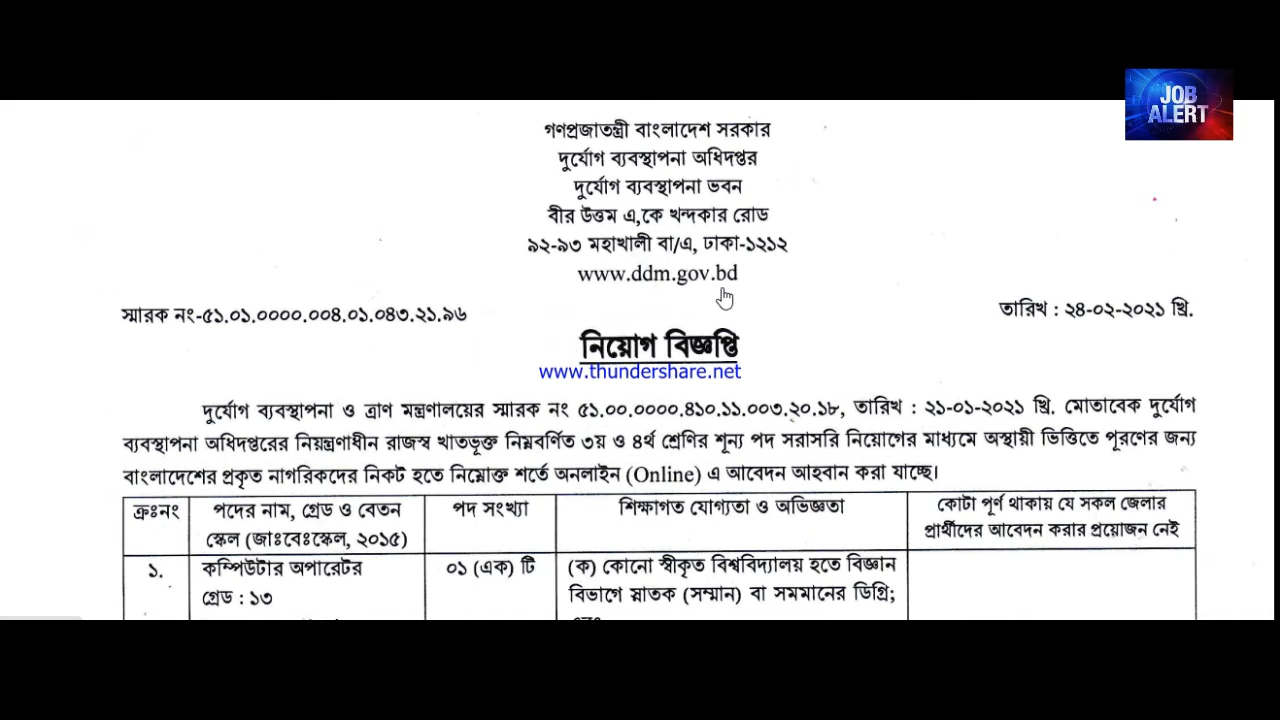 JOB
ALERT
গণপ্রজাতন্ত্রী বাংলাদেশ সরকার
দুর্যোগ ব্যবস্থাপনা অধিদপ্তর
দুর্যোগ ব্যবস্থাপনা ভবন
বীর উত্তম এ,কে খন্দকার রোড
৯২-৯৩ মহাখালী বা/এ, ঢাকা-১২১২
www.ddm.gov.bd
স্মারক নং-৫১.০১.০০০০.০০৪.০১.০৪৩.২১.৯৬ তারিখ : ২৪-০২-২০২১ খ্রি.
নিয়োগ বিজ্ঞপ্তি
www.thundershare.net
দুর্যোগ ব্যবস্থাপনা ও ত্রাণ মন্ত্রণালয়ের স্মারক নং ৫১.০০.০০০০.৪১০.১১.০০৩.২০.১৮, তারিখ : ২১-০১-২০২১ খ্রি. মোতাবেক দুর্যোগ
ব্যবস্থাপনা অধিদপ্তরের নিয়ন্ত্রণাধীন রাজস্ব খাতভূক্ত নিম্নবর্ণিত ৩য় ও ৪র্থ শ্রেণির শূন্য পদ সরাসরি নিয়োগের মাধ্যমে অস্থায়ী ভিত্তিতে পূরণের জন্য
বাংলাদেশের প্রকৃত নাগরিকদের নিকট হতে নিম্নোক্ত শর্তে অনলাইন (Online) এ আবেদন আহবান করা যাচ্ছে।
ক্রঃনং পদের নাম, গ্রেড ও বেতন পদ সংখ্যা শিক্ষাগত যোগ্যতা ও অভিজ্ঞতা কোটা পূর্ণ থাকায় যে সকল জেলার
স্কেল (জাঃবেঃস্কেল, ২০১৫) প্রার্থীদের আবেদন করার প্রয়োজন নেই
১. কম্পিউটার অপারেটর ০১ (এক) টি (ক) কোনো স্বীকৃত বিশ্ববিদ্যালয় হতে বিজ্ঞান
গ্রেড : ১৩ বিভাগে স্নাতক (সম্মান) বা সমমানের ডিগ্রি;